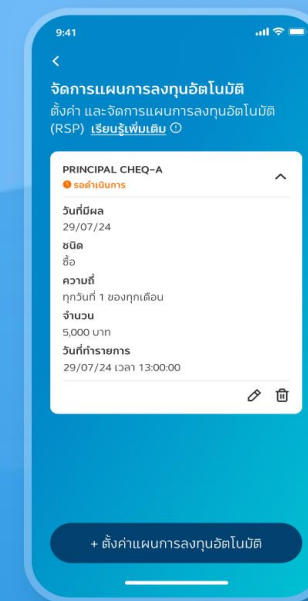 9:41
จัดการแผนการลงทุนอัตโนมัติ
ตั้งค่า และจัดการแผนการลงทุนอัตโนมัติ
(RSP) เรียนรู้เพิ่มเติม
PRINCIPAL CHEQ-A
รอดำเนินการ
วันที่มีผล
29/07/24
ชนิด
ซื้อ
ความถี่
ทุกวันที่ 1 ของทุกเดือน
จำนวน
5,000 บาท
วันที่ทำรายการ
29/07/24 เวลา 13:00:00
+ ตั้งค่าแผนการลงทุนอัตโนมัติ